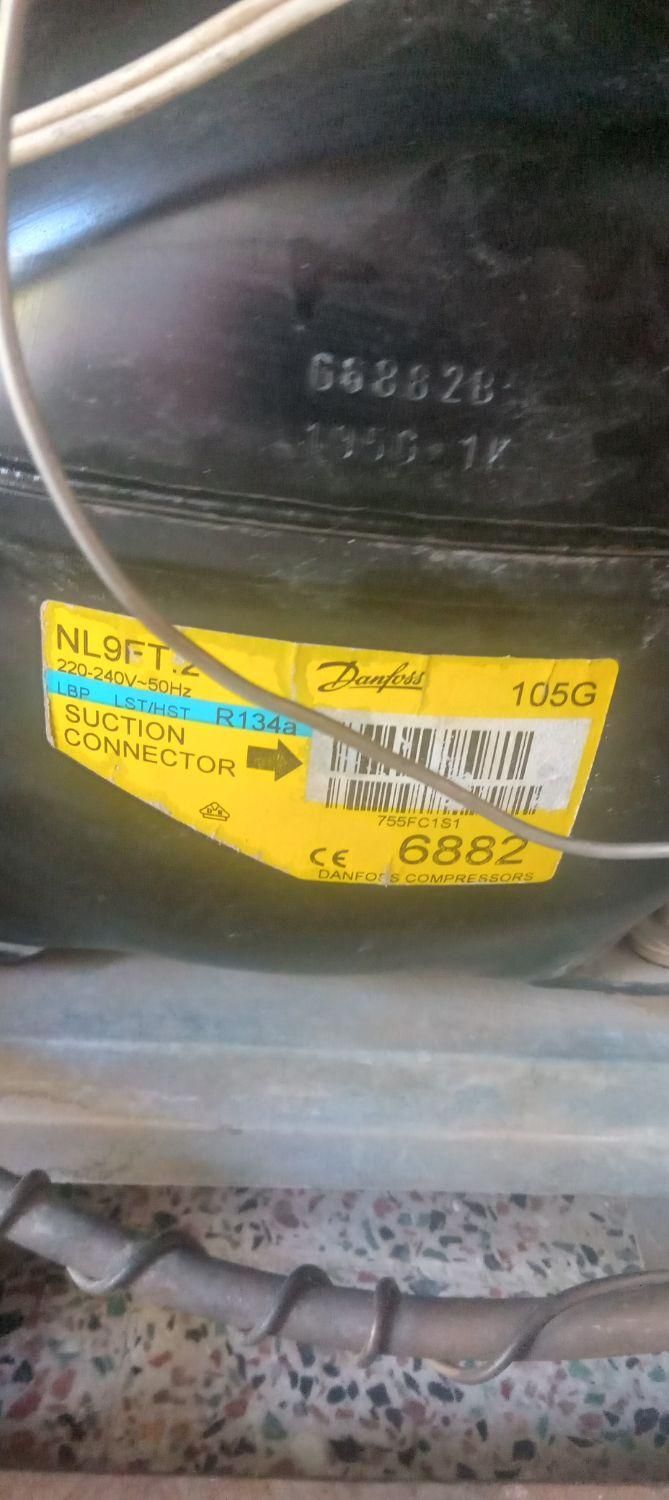 NL9FT.2
220-240V~50Hz
LBP LST/HST R134a
SUCTION
CONNECTOR
Danfoss
105G
755FC1S1
6882
CE
DANFOSS COMPRESSORS